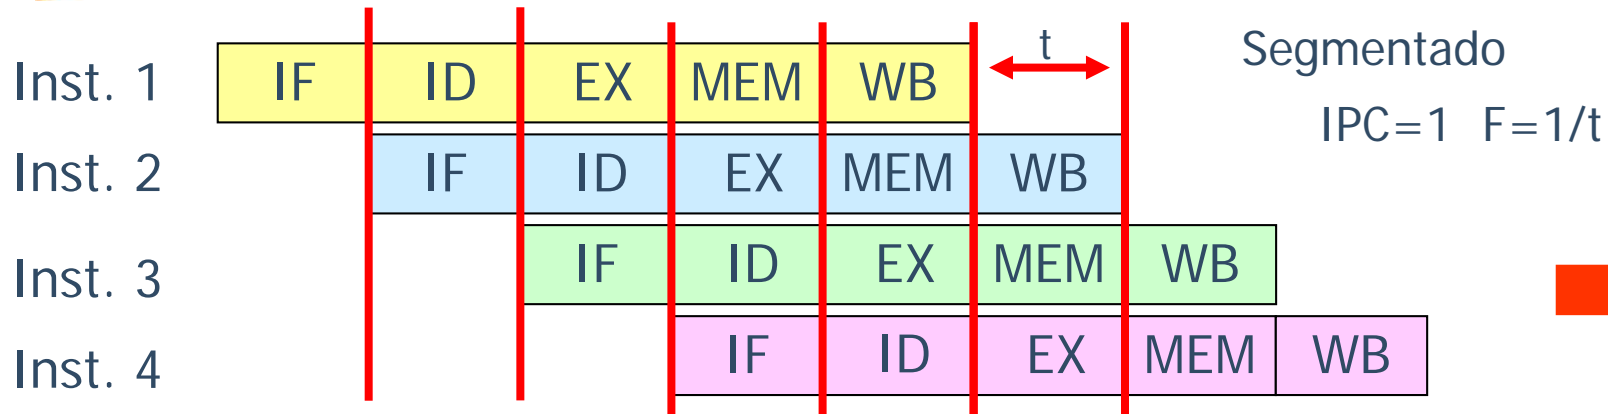 t Segmentado
Inst. 1 IF ID EX MEM WB
IPC=1 F=1/t
Inst. 2 IF ID EX MEM WB
Inst. 3 IF ID EX MEM WB
Inst. 4 IF ID EX MEM WB